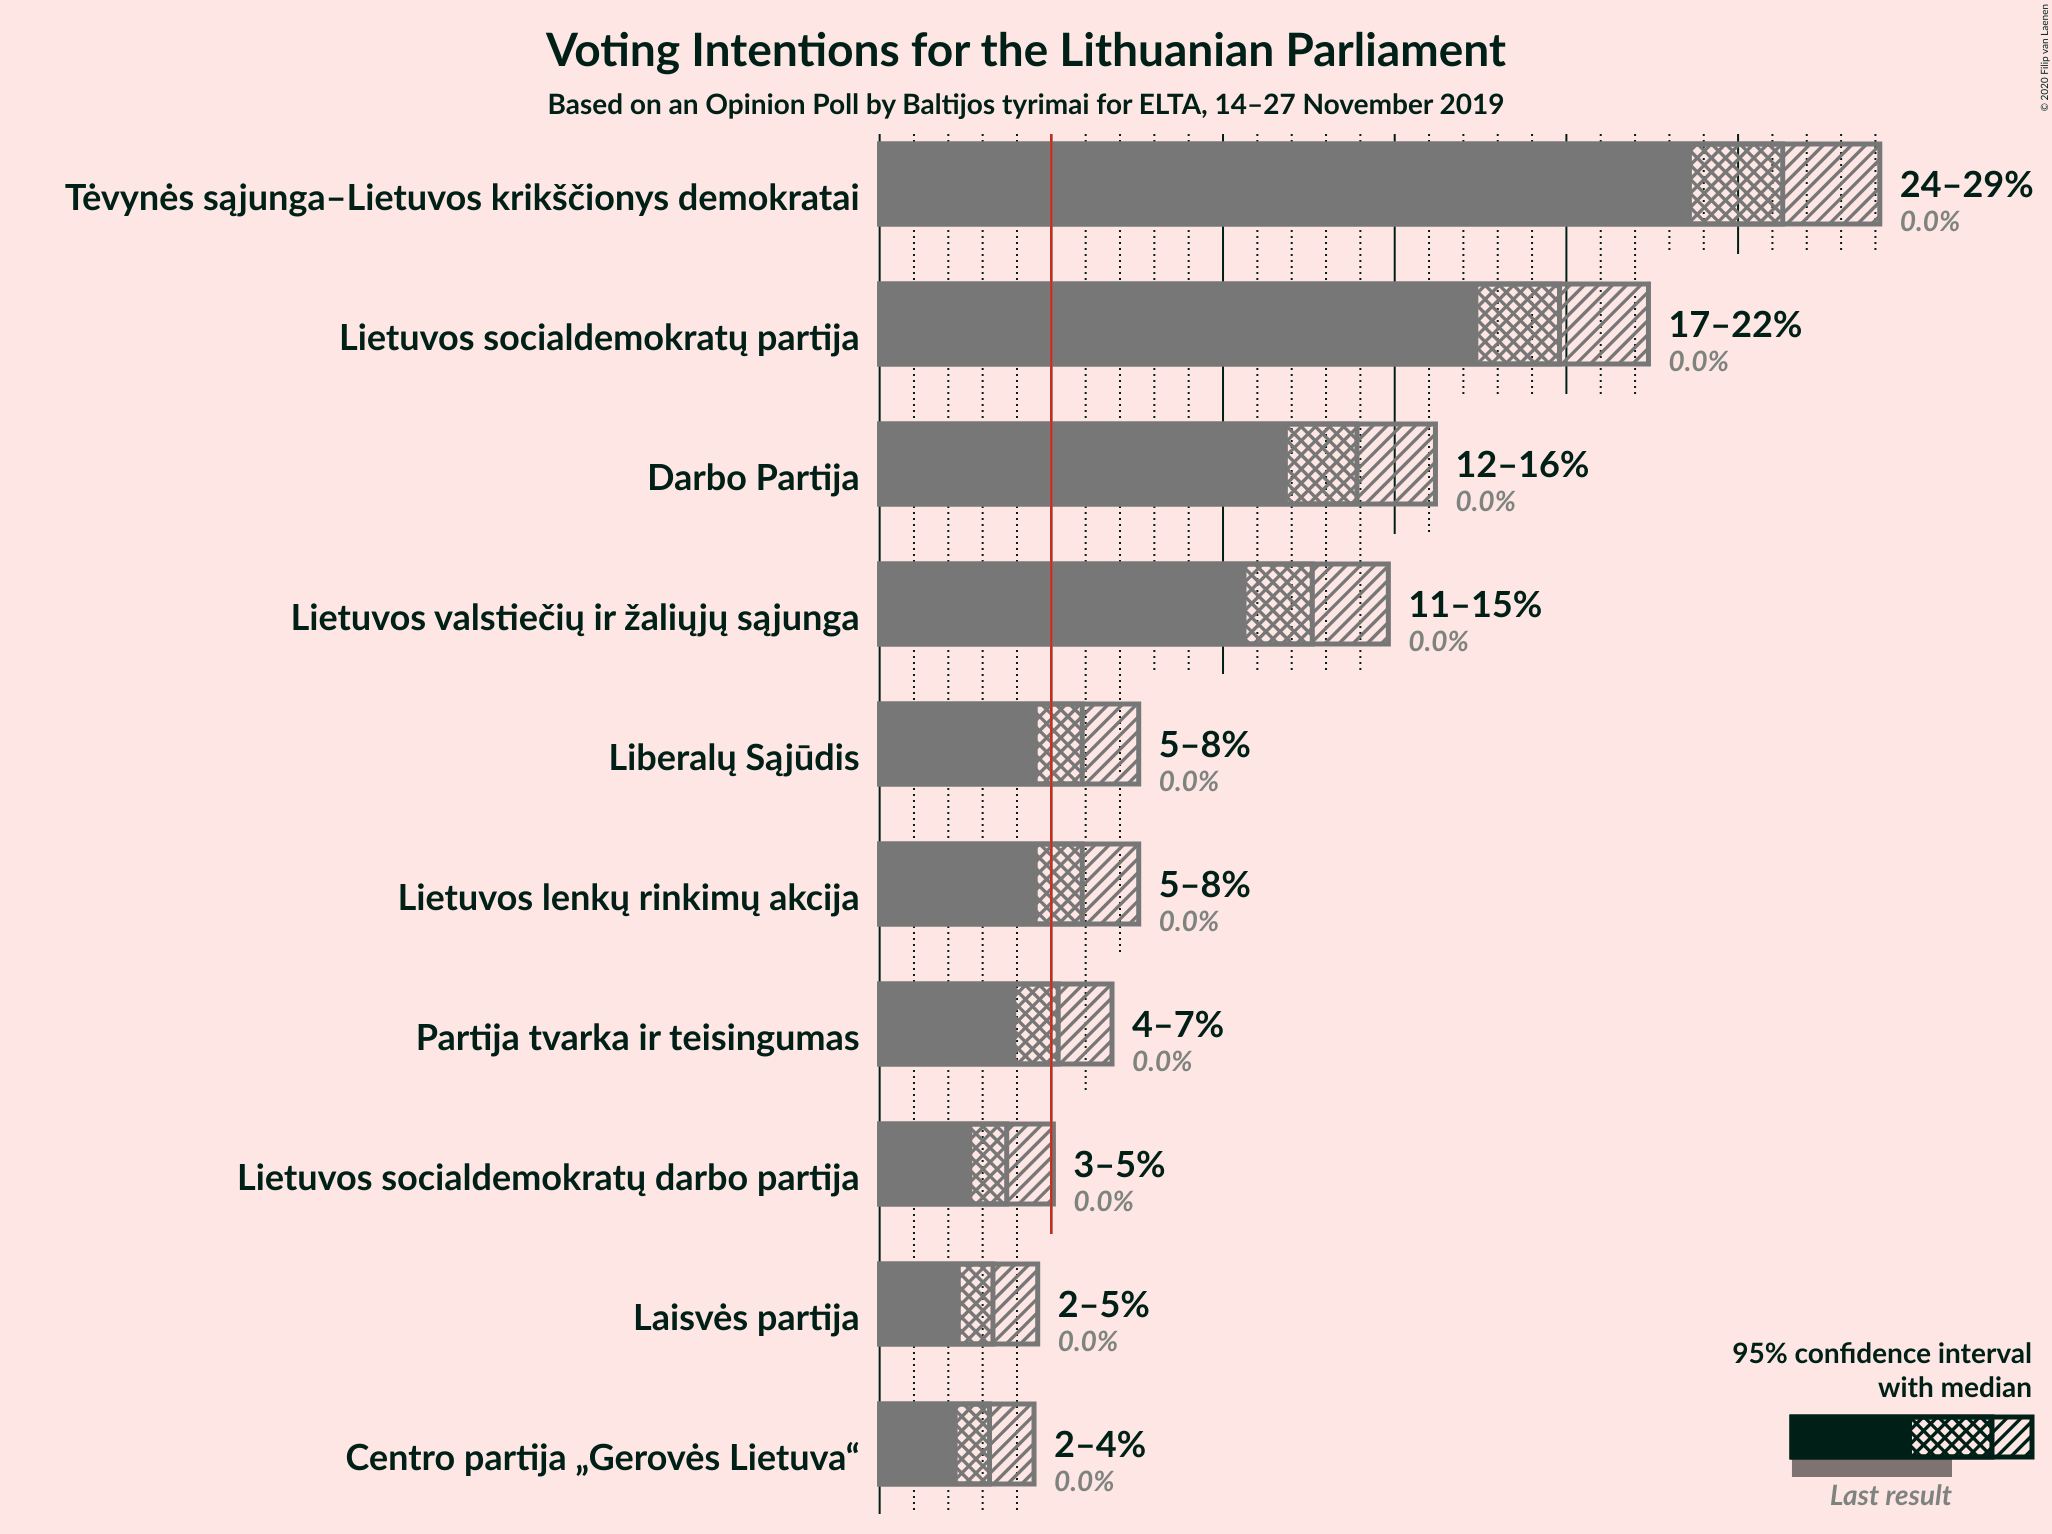 Voting Intentions for the Lithuanian Parliament
Based on an Opinion Poll by Baltijos tyrimai for ELTA, 14–27 November 2019
© 2020 Filip van Laenen
Tėvynės sąjunga–Lietuvos krikščionys demokratai
24–29%
0.0%
Lietuvos socialdemokratų partija
17–22%
0.0%
Darbo Partija
12–16%
0.0%
Lietuvos valstiečių ir žaliųjų sąjunga
11–15%
0.0%
Liberalų Sąjūdis
5–8%
0.0%
Lietuvos lenkų rinkimų akcija
5–8%
0.0%
Partija tvarka ir teisingumas
4–7%
0.0%
Lietuvos socialdemokratų darbo partija
3–5%
0.0%
Laisvės partija
2–5%
0.0%
Centro partija „Gerovės Lietuva“
2–4%
0.0%
95% confidence interval
with median
Last result